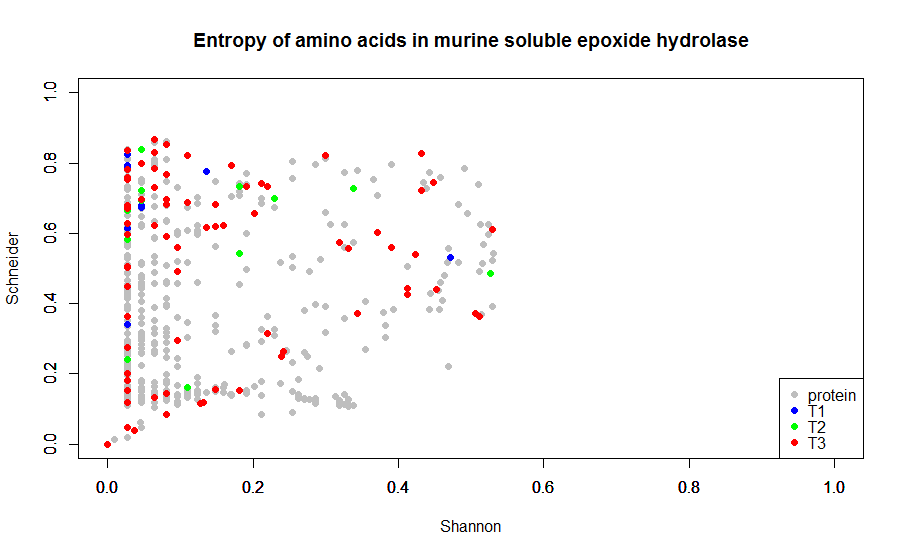 Entropy of amino acids in murine soluble epoxide hydrolase
1.0
0.8
0.6
0.4
0.2
0.0
Schneider
protein
T1
T2
T3
0.0 0.2 0.4 0.6 0.8 1.0
Shannon